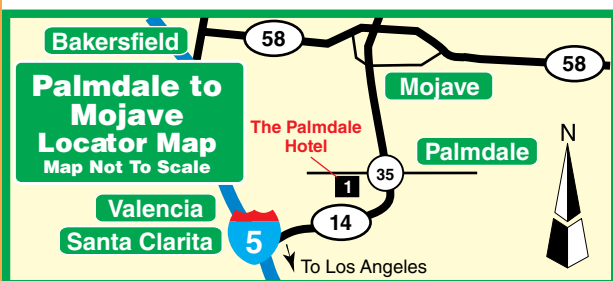 Bakersfield
58
58
Palmdale to
Mojave
Locator Map
Map Not To Scale
Mojave
The Palmdale
Hotel
N
Palmdale
35
1
Valencia
14
Santa Clarita
5
To Los Angeles